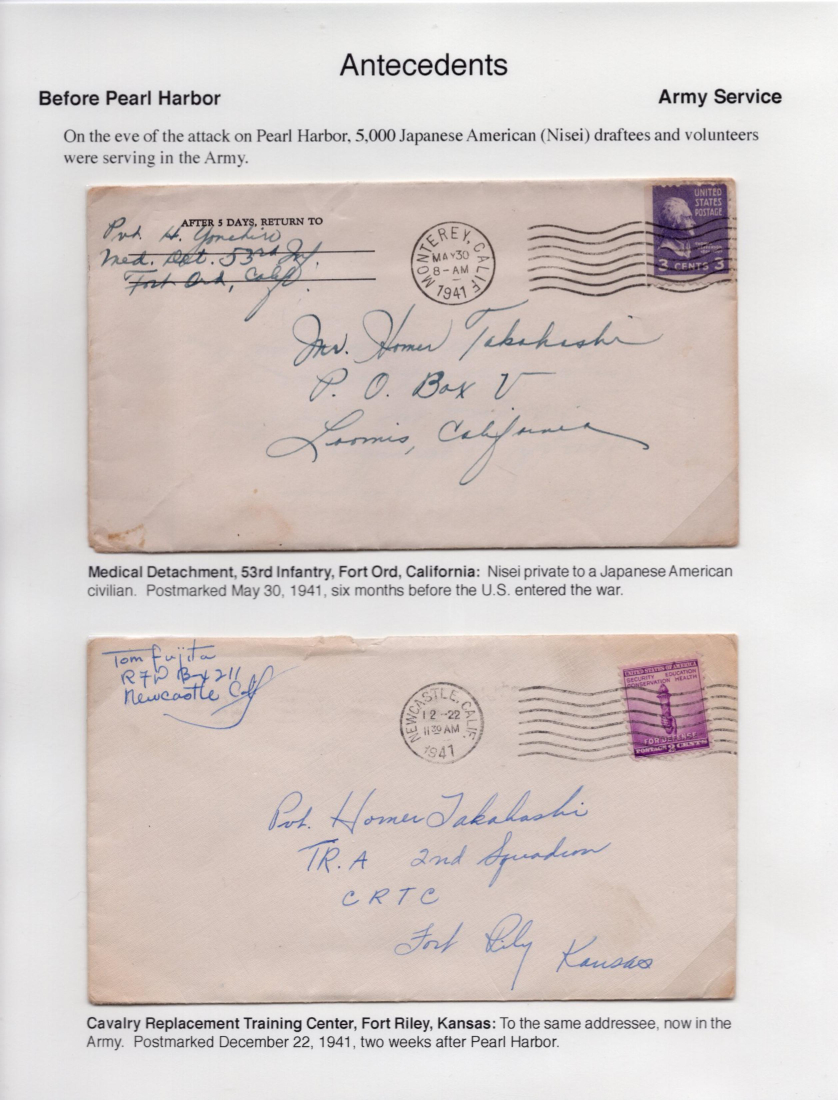 Antecedents
Before Pearl Harbor
Army Service
On the eve of the attack on Pearl Harbor, 5,000 Japanese American (Nisei) draftees and volunteers
were serving in the Army.
AFTER 5 DAYS, RETURN TO
Pvt H.
Med. Det. 53rd Inf.
Fort Ord, Calif.
MONTEREY, CALIF
MAY 30
8-AM
1941
UNITED
STATES
POSTAGE
3 CENTS 3
Mr. Homer Takahashi
P. O. Box V
Loomis, California
Medical Detachment, 53rd Infantry, Fort Ord, California: Nisei private to a Japanese American
civilian. Postmarked May 30, 1941, six months before the U.S. entered the war.
Tom Fujita
RFD Box 211
Newcastle Calif
NEWCASTLE, CALIF.
12-22
AM
1941
UNITED STATES OF AMERICA
SECURITY EDUCATION
CONSERVATION HEALTH
FOR DEFENSE
POSTAGE 3 CENTS
Pvt. Homer Takahashi
TR. A 2nd Squadron
C R T C
Fort Rily Kansas
Cavalry Replacement Training Center, Fort Riley, Kansas: To the same addressee, now in the
Army. Postmarked December 22, 1941, two weeks after Pearl Harbor.